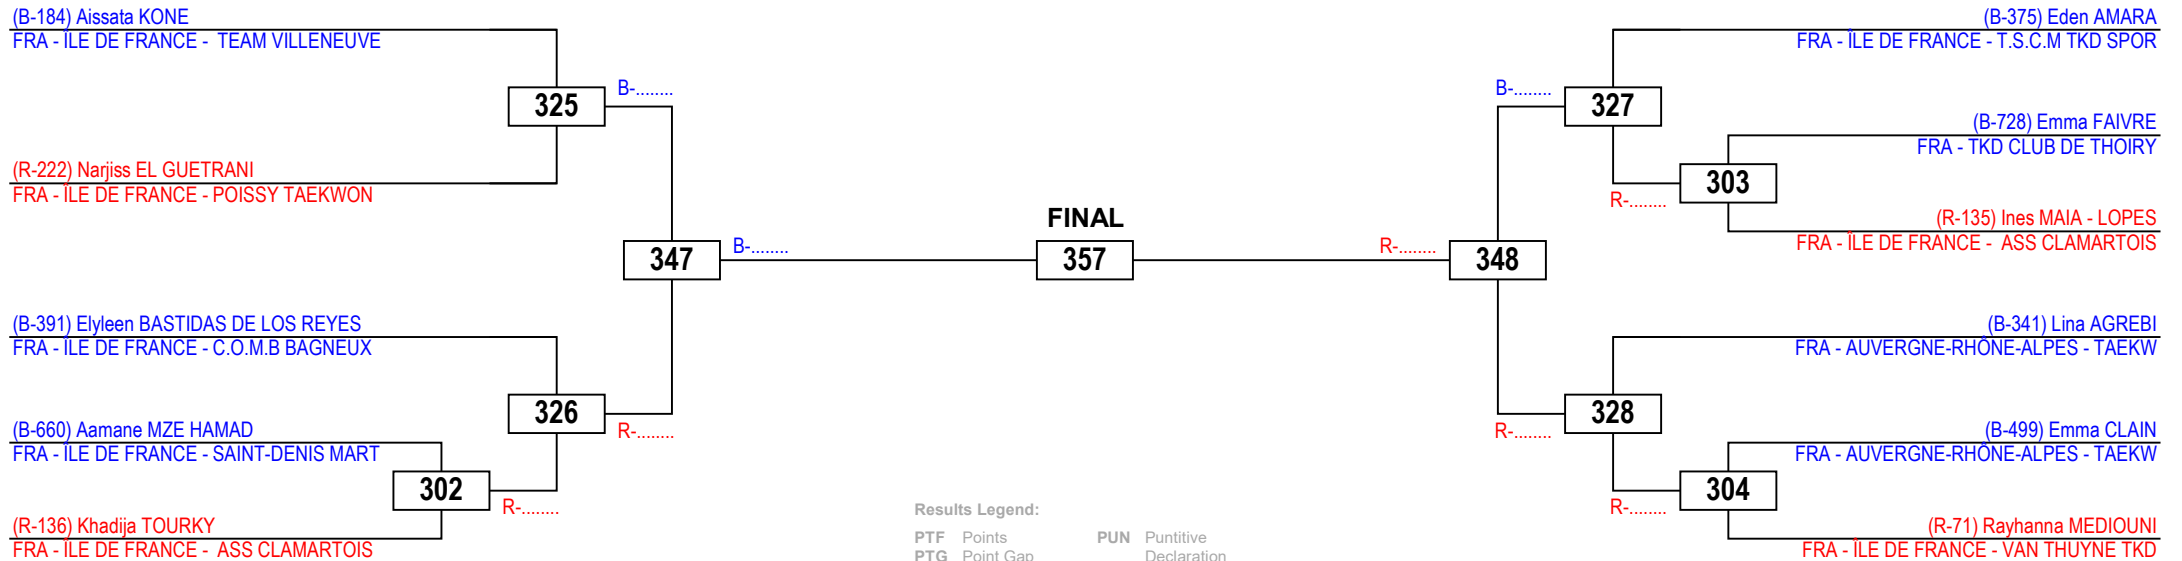 (B-184) Aissata KONE
FRA - ÎLE DE FRANCE -  TEAM VILLENEUVE
325
B-........
(R-222) Narjiss EL GUETRANI
FRA - ÎLE DE FRANCE - POISSY TAEKWON
347
B-........
(B-391) Elyleen BASTIDAS DE LOS REYES
FRA - ÎLE DE FRANCE - C.O.M.B BAGNEUX
326
R-........
(B-660) Aamane MZE HAMAD
FRA - ÎLE DE FRANCE - SAINT-DENIS MART
302
R-........
(R-136) Khadija TOURKY
FRA - ÎLE DE FRANCE -  ASS CLAMARTOIS
FINAL
357
(B-375) Eden AMARA
FRA - ÎLE DE FRANCE - T.S.C.M TKD SPOR
B-........
327
(B-728) Emma FAIVRE
FRA - TKD CLUB DE THOIRY
303
R-........
(R-135) Ines MAIA - LOPES
FRA - ÎLE DE FRANCE -  ASS CLAMARTOIS
R-........
348
(B-341) Lina AGREBI
FRA - AUVERGNE-RHÔNE-ALPES - TAEKW
328
R-........
(B-499) Emma CLAIN
FRA - AUVERGNE-RHÔNE-ALPES - TAEKW
304
R-........
(R-71) Rayhanna MEDIOUNI
FRA - ÎLE DE FRANCE - VAN THUYNE TKD
Results Legend:
PTF Points PUN Puntitive
PTG Point Gap Declaration